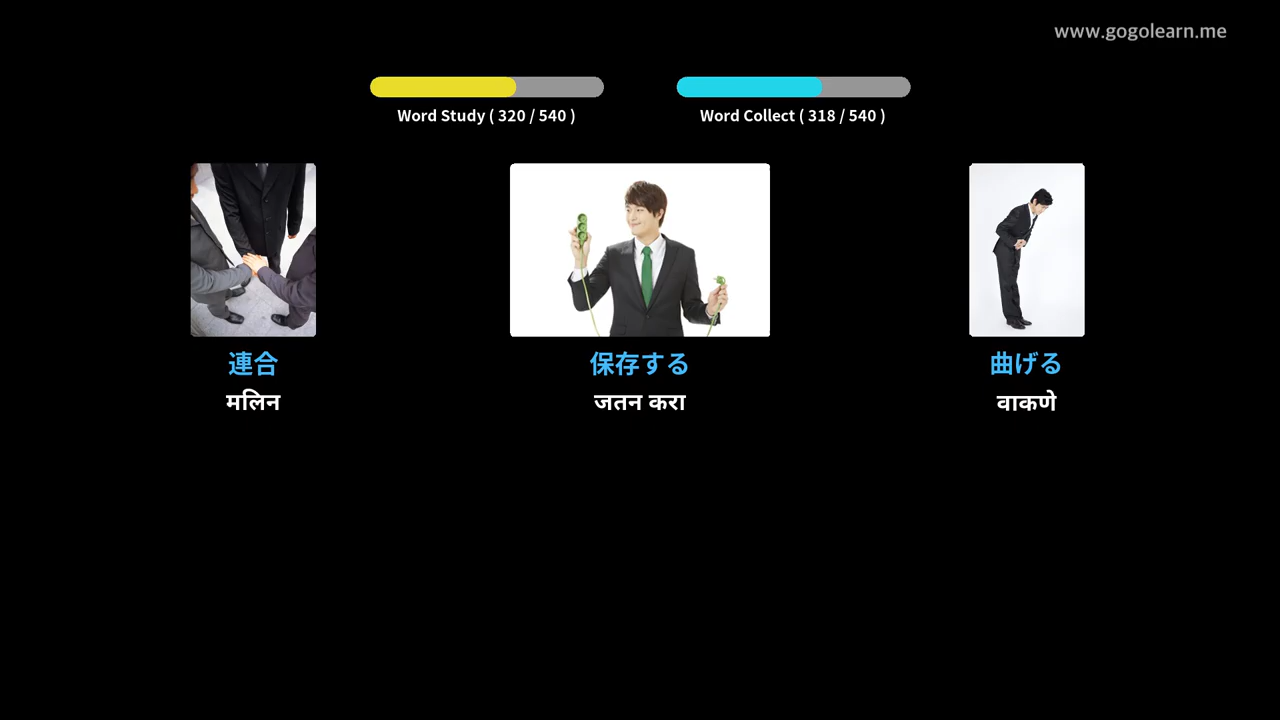 www.gogolearn.me
Word Study ( 320 / 540 )
Word Collect ( 318 / 540 )
連合
保存する
曲げる
मलिन
जतन करा
वाकणे